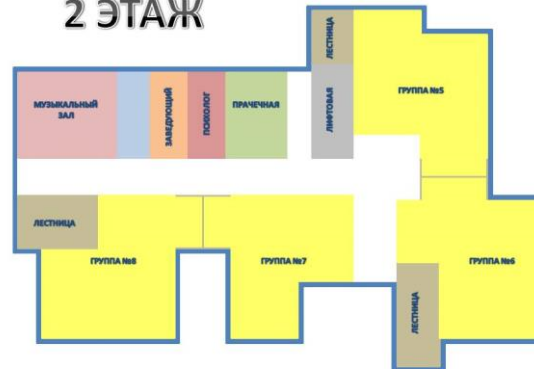 2 ЭТАЖ
ЛЕСТНИЦА
ГРУППА №5
МУЗЫКАЛЬНЫЙ
ЗАЛ
ЗАВЕДУЮЩИЙ
ПСИХОЛОГ
ПРАЧЕЧНАЯ
ЛИФТОВАЯ
ЛЕСТНИЦА
ГРУППА №8
ГРУППА №7
ГРУППА №6
ЛЕСТНИЦА